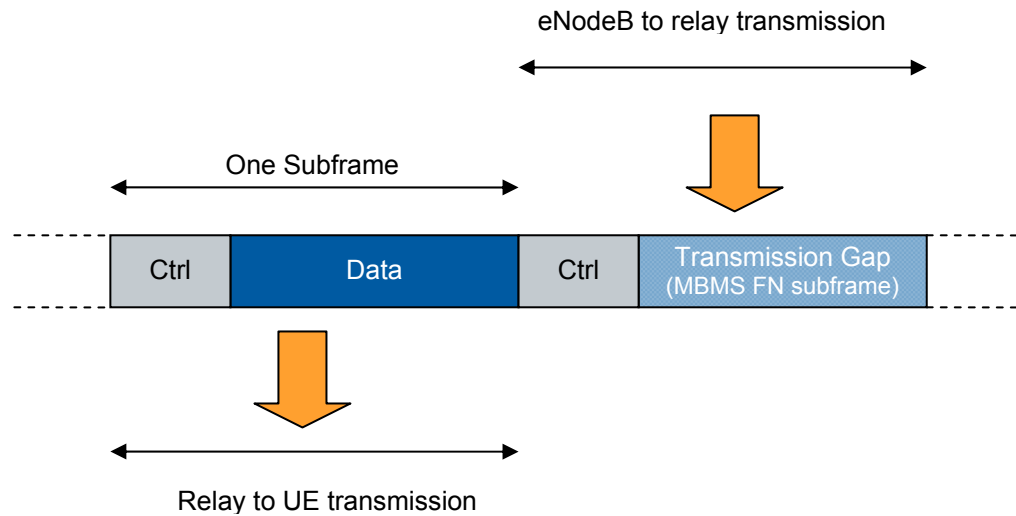 eNodeB to relay transmission
One Subframe
Ctrl
Data
Ctrl
Transmission Gap
(MBMS FN subframe)
Relay to UE transmission